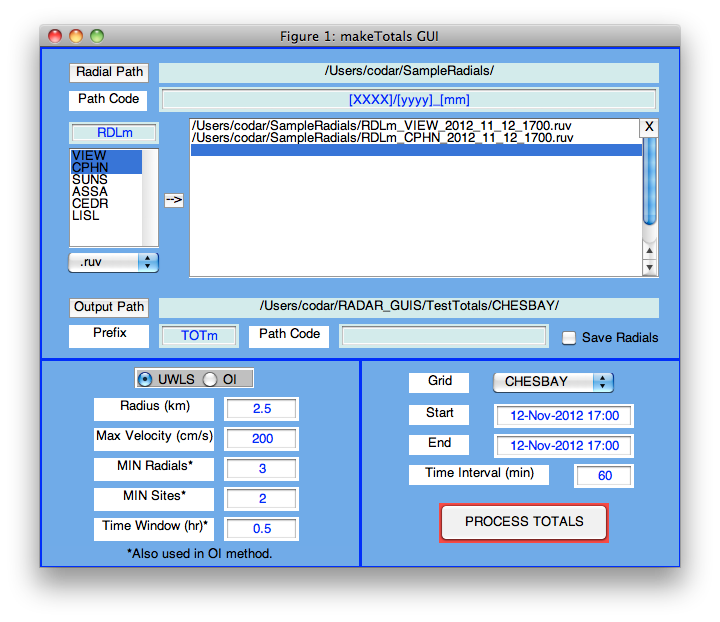 Figure 1: makeTotals GUI
Radial Path
/Users/codar/SampleRadials/
Path Code
[XXXX]/[yyyy]_[mm]
RDLm
/Users/codar/SampleRadials/RDLm_VIEW_2012_11_12_1700.ruv
X
/Users/codar/SampleRadials/RDLm_CPHN_2012_11_12_1700.ruv
VIEW
CPHN
SUNS
ASSA
CEDR
LISL
-->
.ruv
Output Path
/Users/codar/RADAR_GUIS/TestTotals/CHESBAY/
Prefix
TOTm
Path Code
Save Radials
UWLS
OI
Radius (km)
2.5
Max Velocity (cm/s)
200
MIN Radials*
3
MIN Sites*
2
Time Window (hr)*
0.5
*Also used in OI method.
Grid
CHESBAY
Start
12-Nov-2012 17:00
End
12-Nov-2012 17:00
Time Interval (min)
60
PROCESS TOTALS